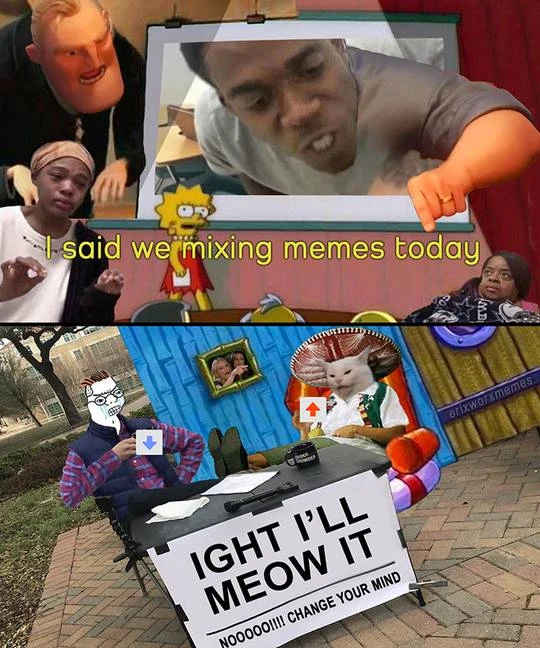 I said we mixing memes today
erixworxmemes
IGHT I'LL
MEOW IT
NOOOOO!!!! CHANGE YOUR MIND